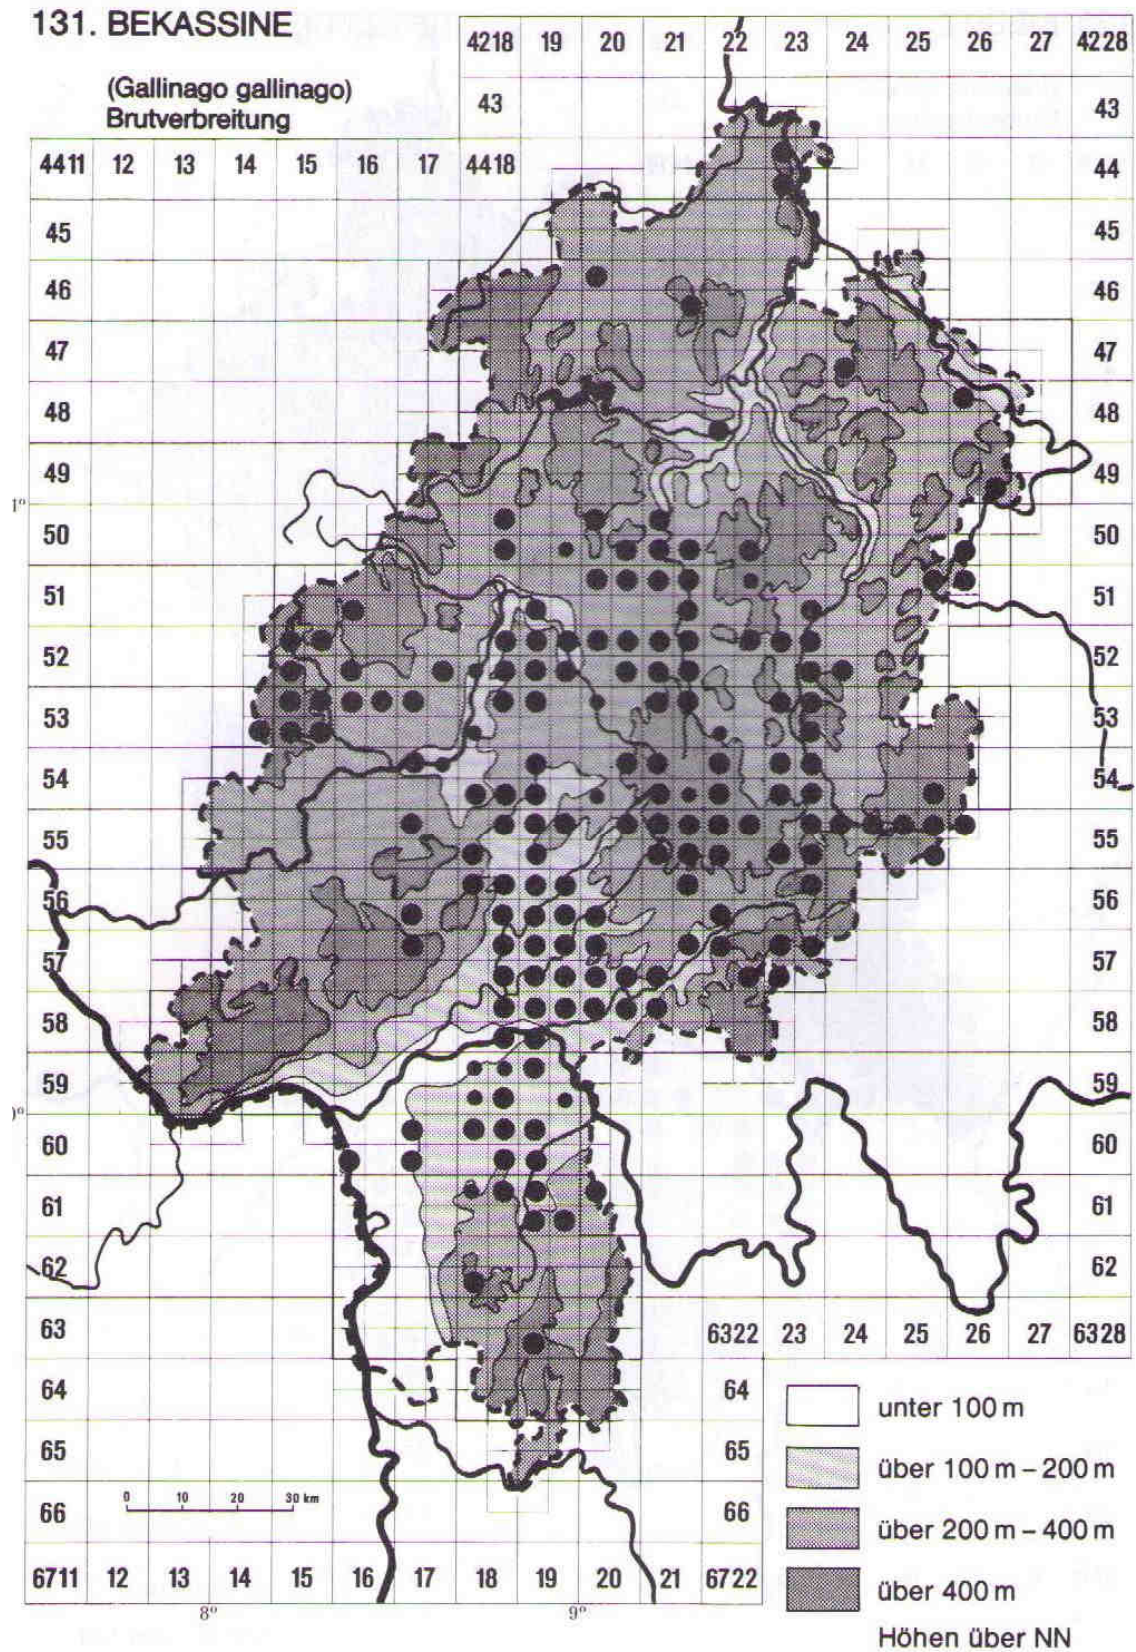 131. BEKASSINE
(Gallinago gallinago)
Brutverbreitung
4218 19 20 21 22 23 24 25 26 27 4228
43 43
4411 12 13 14 15 16 17 4418 44
45 45
46 46
47 47
48 48
49 49
1°
50 50
51 51
52 52
53 53
54 54
55 55
56 56
57 57
58 58
59 59
0°
60 60
61 61
62 62
63 6322 23 24 25 26 27 6328
64 64
65 65
66 66
0 10 20 30 km
6711 12 13 14 15 16 17 18 19 20 21 6722
8° 9°
unter 100 m
über 100 m – 200 m
über 200 m – 400 m
über 400 m
Höhen über NN